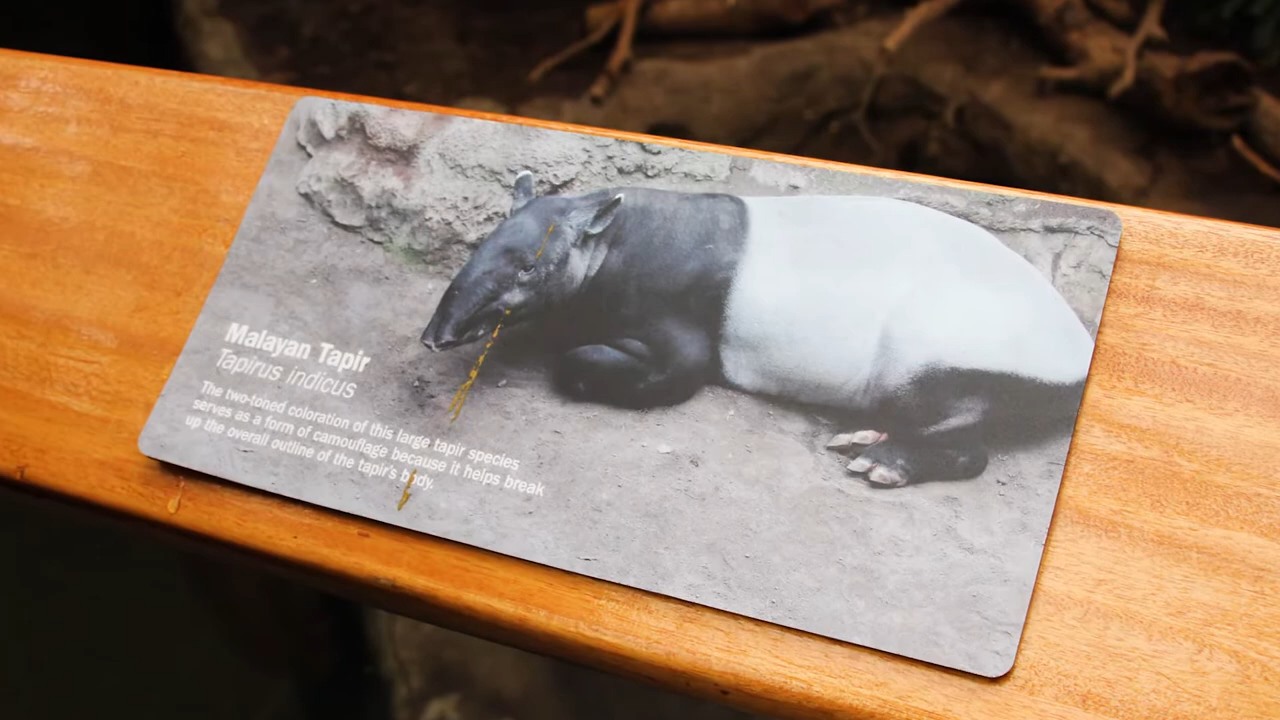 Malayan Tapir
Tapirus indicus
The two-toned coloration of this large tapir species
serves as a form of camouflage because it helps break
up the overall outline of the tapir's body.